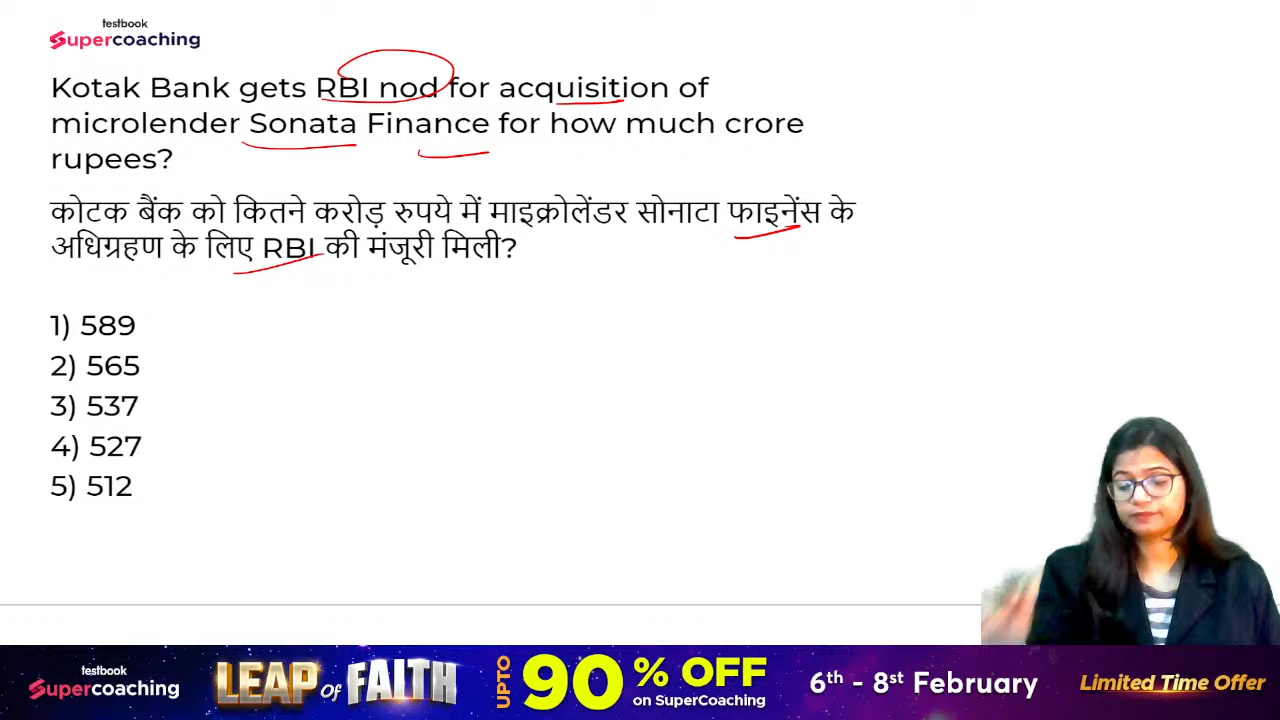 testbook
Supercoaching
Kotak Bank gets RBI nod for acquisition of
microlender Sonata Finance for how much crore
rupees?
कोटक बैंक को कितने करोड़ रुपये में माइक्रोलेंडर सोनाटा फाइनेंस के
अधिग्रहण के लिए RBI की मंजूरी मिली?
1) 589
2) 565
3) 537
4) 527
5) 512
testbook
Supercoaching
LEAP Of FAITH
UPTO 90% OFF
on SuperCoaching
6th - 8st February
Limited Time Offer